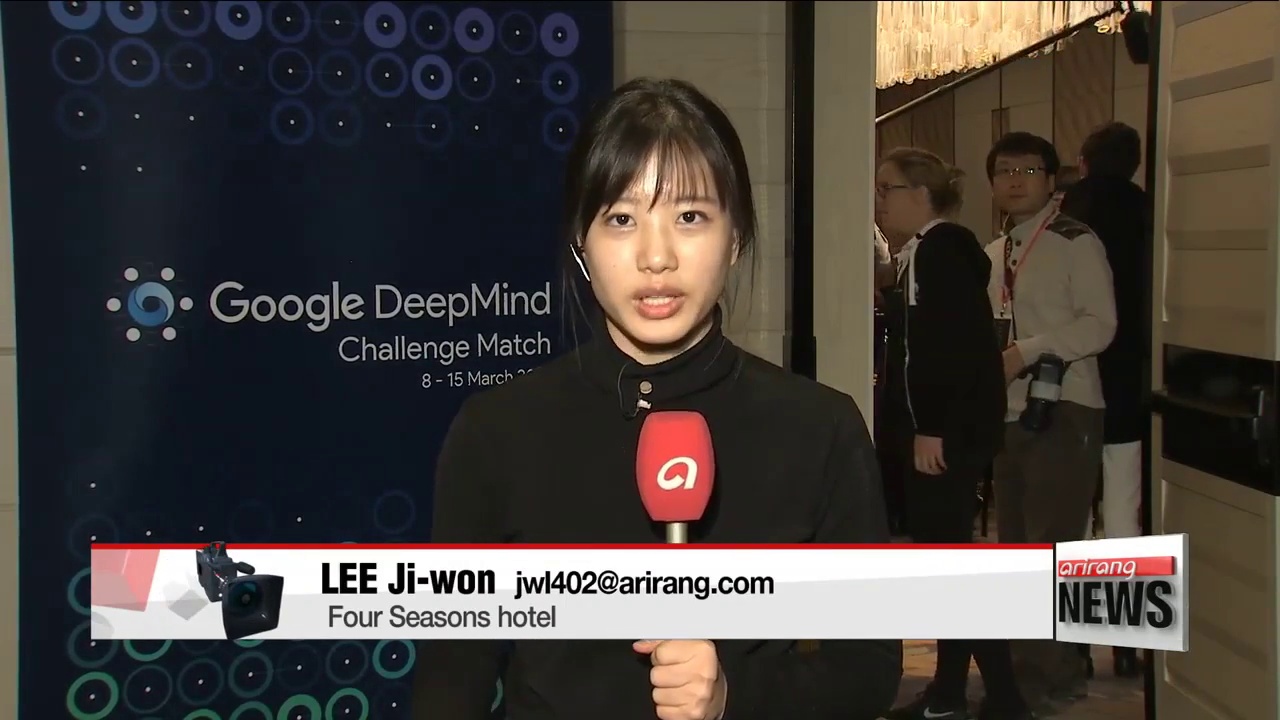 Google DeepMind
Challenge Match
8 - 15 March
LEE Ji-won jwl402@arirang.com
Four Seasons hotel
arirang
NEWS